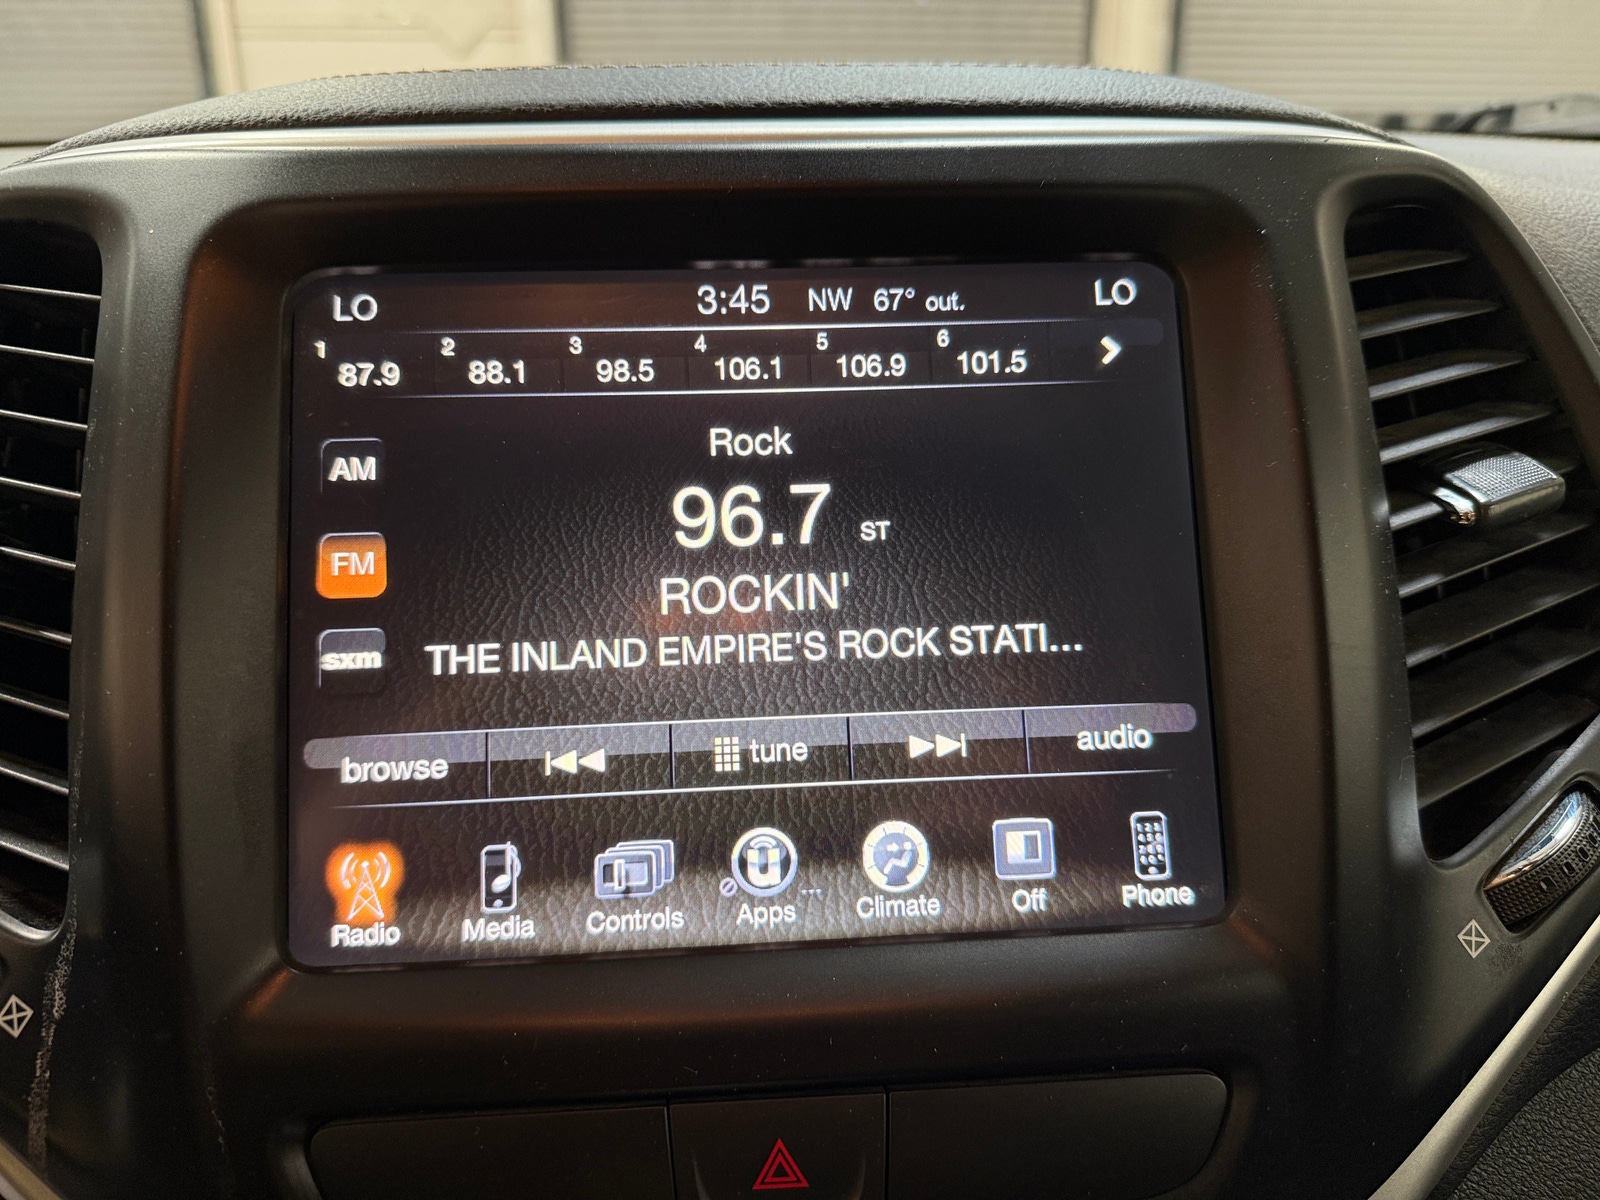 LO 3:45 NW 67° out. LO
1 87.9 2 88.1 3 98.5 4 106.1 5 106.9 6 101.5
Rock
AM
96.7 ST
FM
ROCKIN'
sxm
THE INLAND EMPIRE'S ROCK STATI...
browse tune audio
Radio Media Controls Apps ... Climate Off Phone